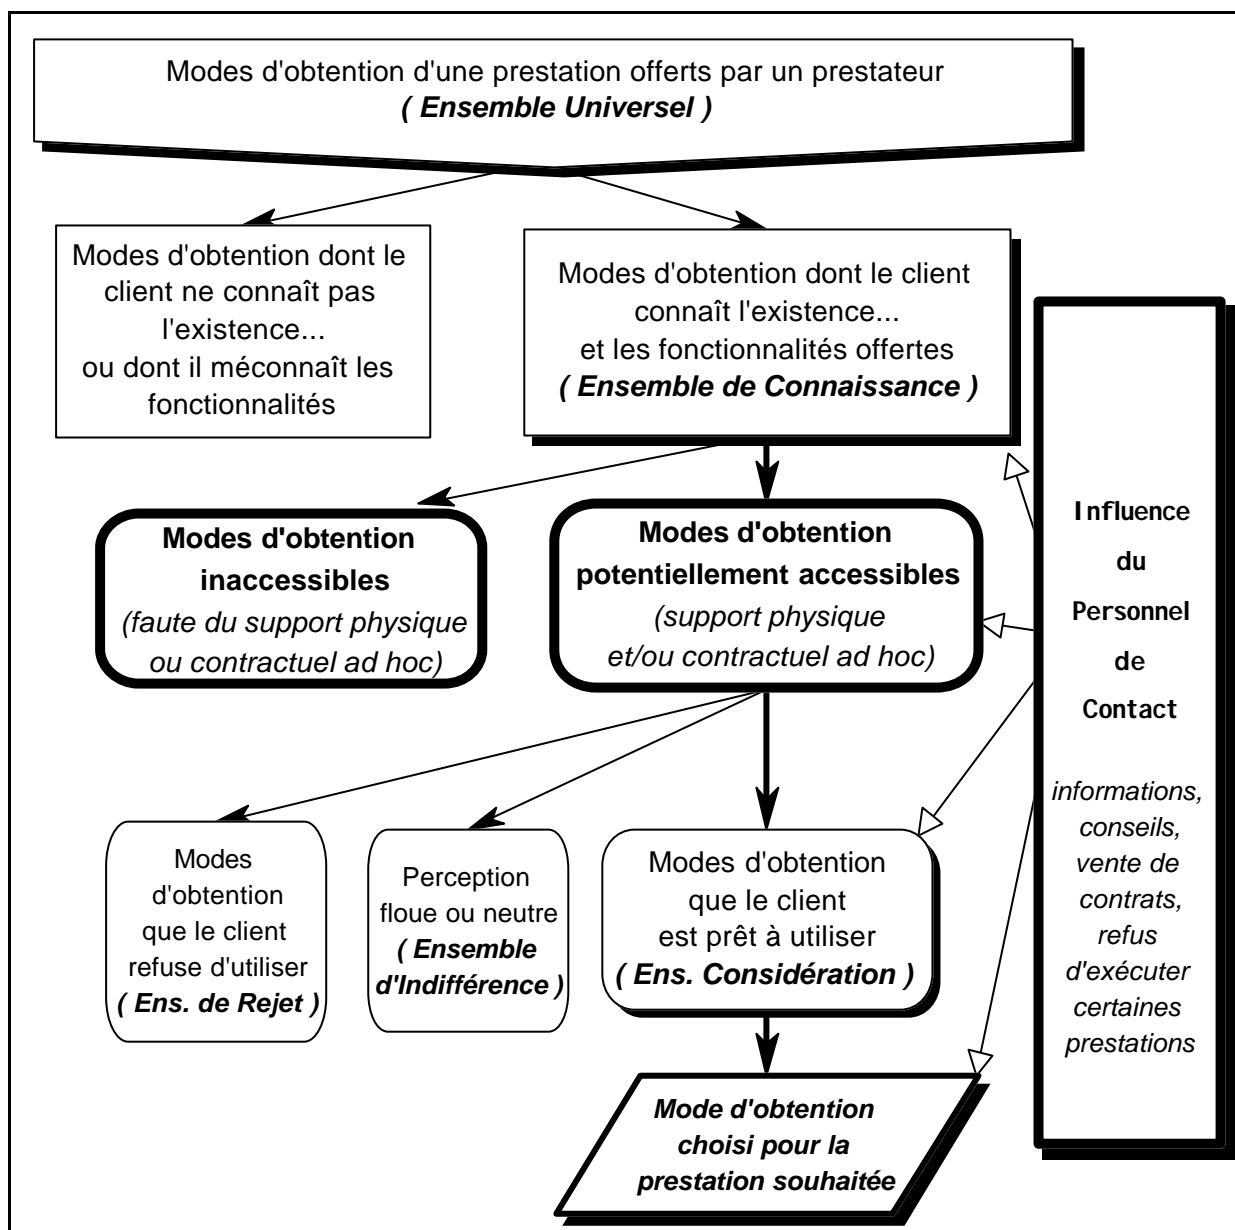 Modes d'obtention d'une prestation offerts par un prestateur
( Ensemble Universel )
Modes d'obtention dont le
client ne connaît pas
l'existence...
ou dont il méconnaît les
fonctionnalités
Modes d'obtention dont le client
connaît l'existence...
et les fonctionnalités offertes
( Ensemble de Connaissance )
Modes d'obtention
inaccessibles
(faute du support physique
ou contractuel ad hoc)
Modes d'obtention
potentiellement accessibles
(support physique
et/ou contractuel ad hoc)
Modes
d'obtention
que le client
refuse d'utiliser
( Ens. de Rejet )
Perception
floue ou neutre
( Ensemble
d'Indifférence )
Modes d'obtention
que le client
est prêt à utiliser
( Ens. Considération )
Mode d'obtention
choisi pour la
prestation souhaitée
Influence
du
Personnel
de
Contact
informations,
conseils,
vente de
contrats,
refus
d'exécuter
certaines
prestations